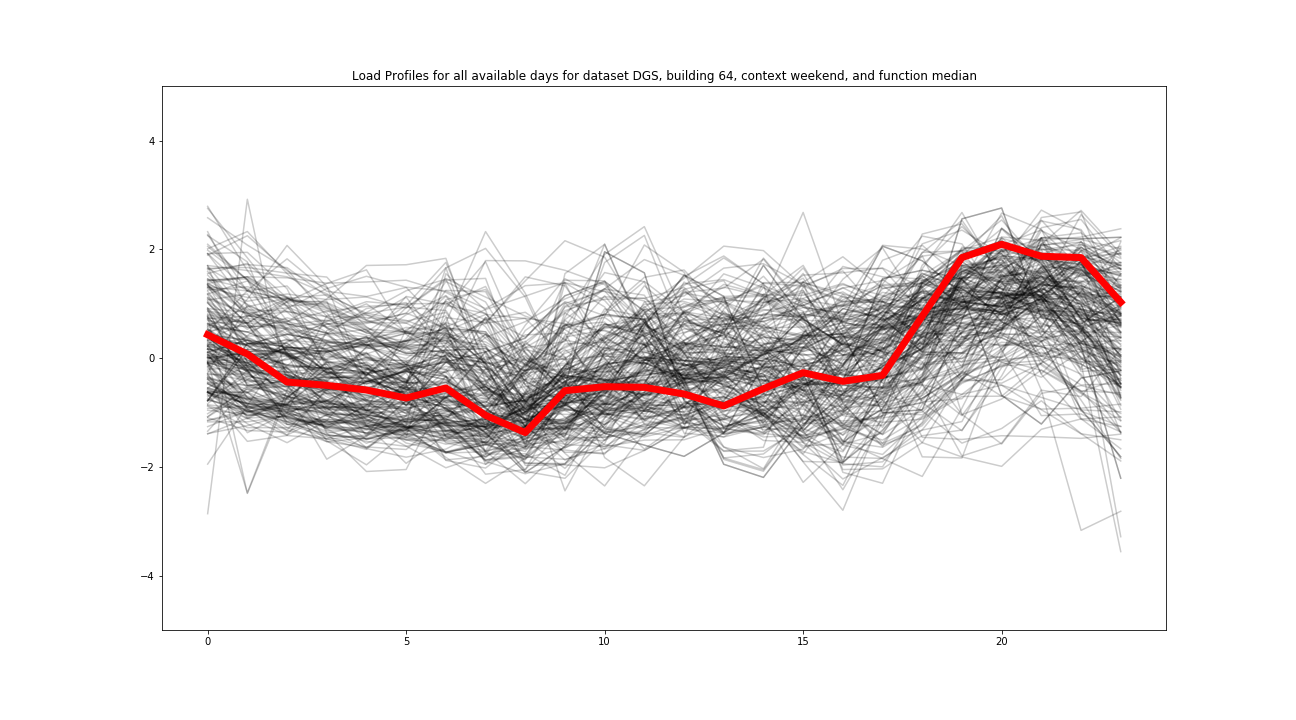 Load Profiles for all available days for dataset DGS, building 64, context weekend, and function median
4
2
0
−2
−4
0 5 10 15 20